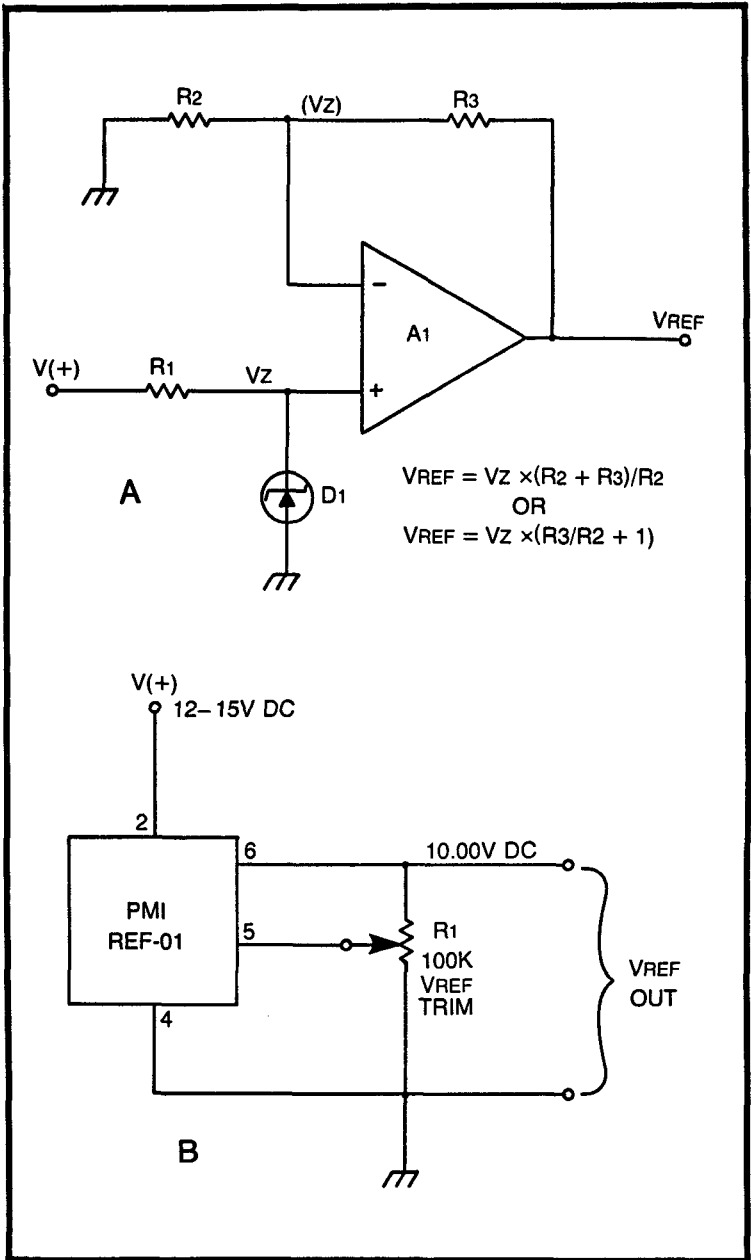 R2
(VZ)
R3
−
A1
VREF
V(+)
R1
VZ
+
A
D1
VREF = VZ ×(R2 + R3)/R2
OR
VREF = VZ ×(R3/R2 + 1)
V(+)
12–15V DC
2
6
10.00V DC
PMI
REF-01
5
R1
100K
VREF
TRIM
VREF
OUT
4
B